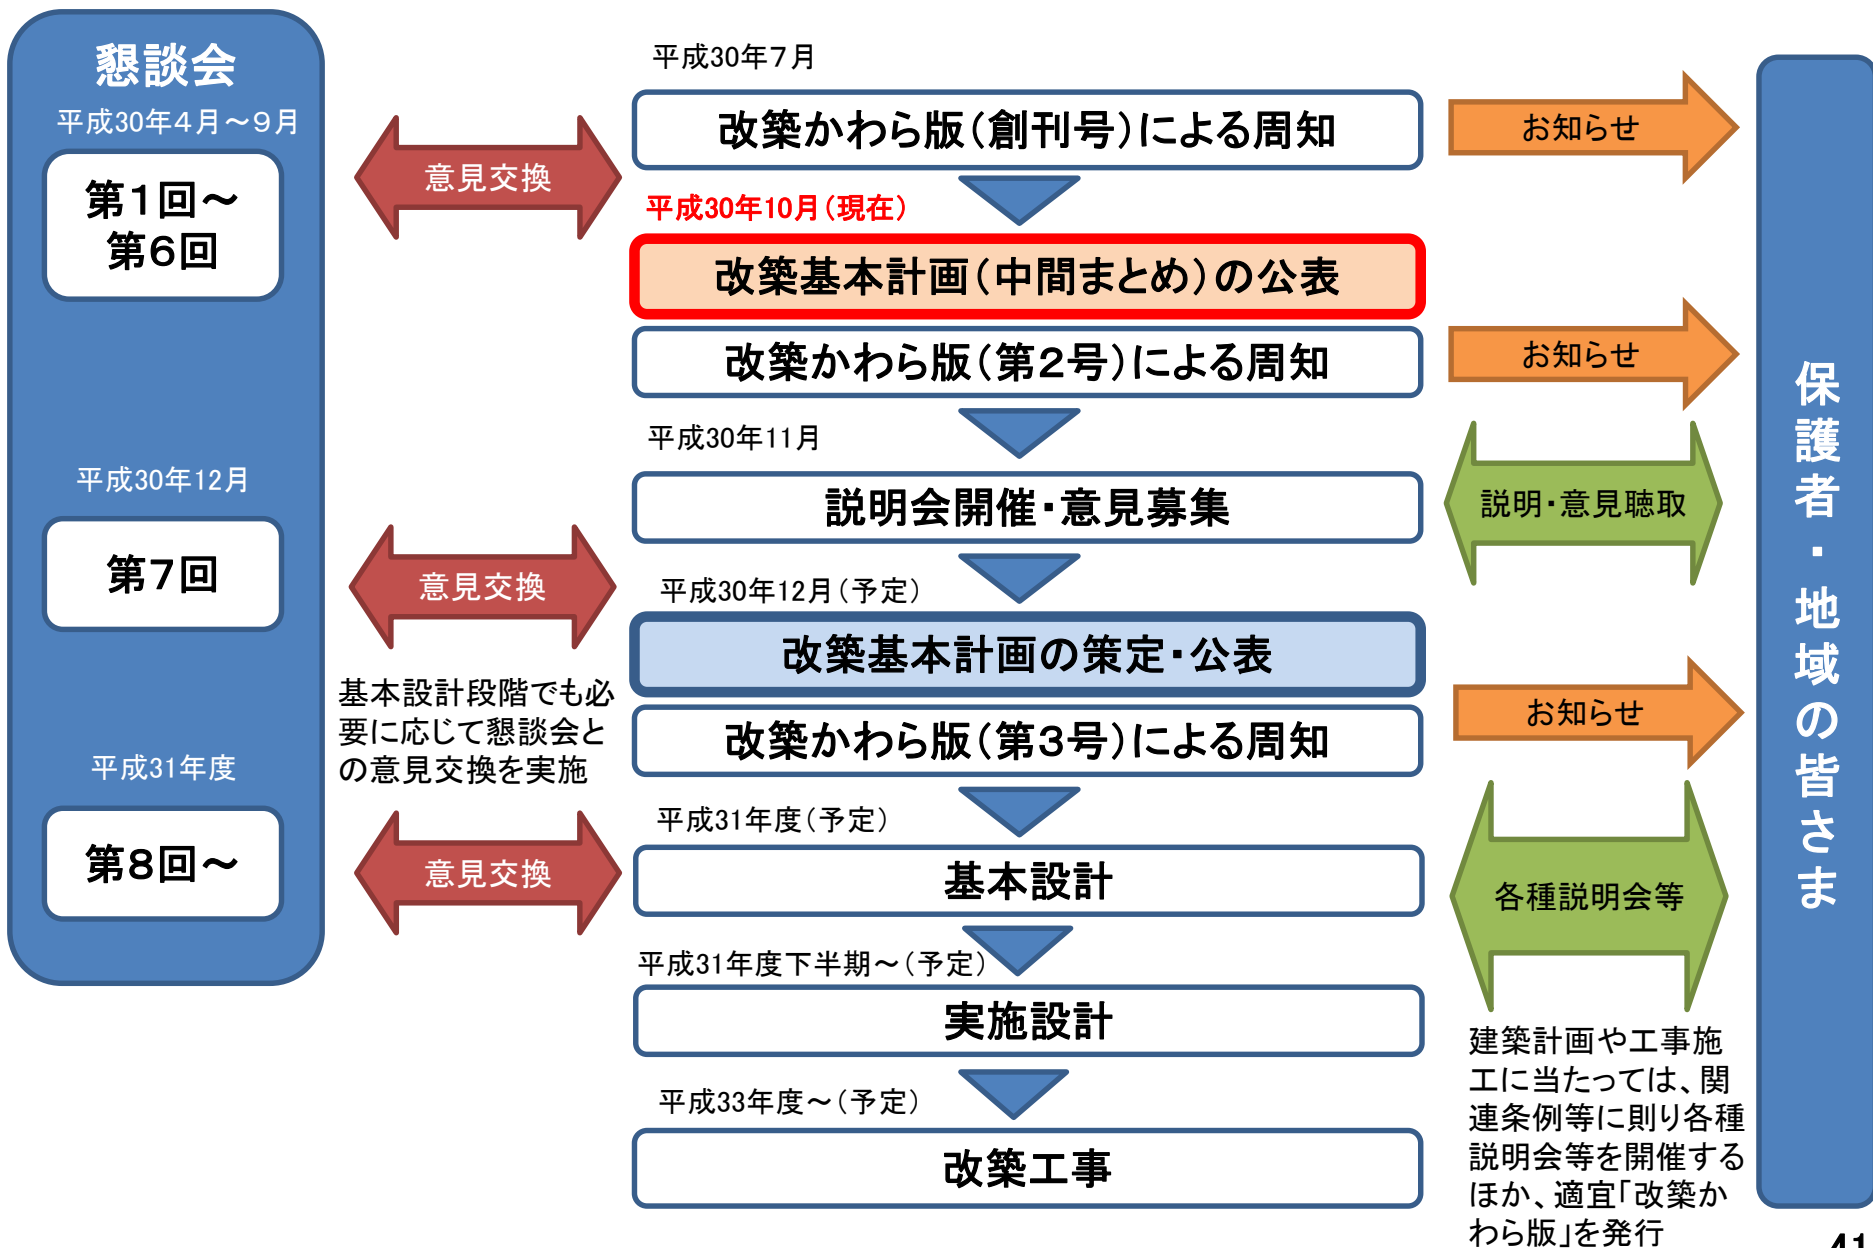 懇談会
平成30年4月～9月
第1回～
第6回
平成30年12月
第7回
平成31年度
第8回～
意見交換
意見交換
基本設計段階でも必
要に応じて懇談会と
の意見交換を実施
意見交換
平成30年7月
改築かわら版（創刊号）による周知
平成30年10月（現在）
改築基本計画（中間まとめ）の公表
改築かわら版（第2号）による周知
平成30年11月
説明会開催・意見募集
平成30年12月（予定）
改築基本計画の策定・公表
改築かわら版（第3号）による周知
平成31年度（予定）
基本設計
平成31年度下半期～（予定）
実施設計
平成33年度～（予定）
改築工事
お知らせ
お知らせ
説明・意見聴取
お知らせ
各種説明会等
建築計画や工事施
工に当たっては、関
連条例等に則り各種
説明会等を開催する
ほか、適宜「改築か
わら版」を発行
保護者・地域の皆さま
41